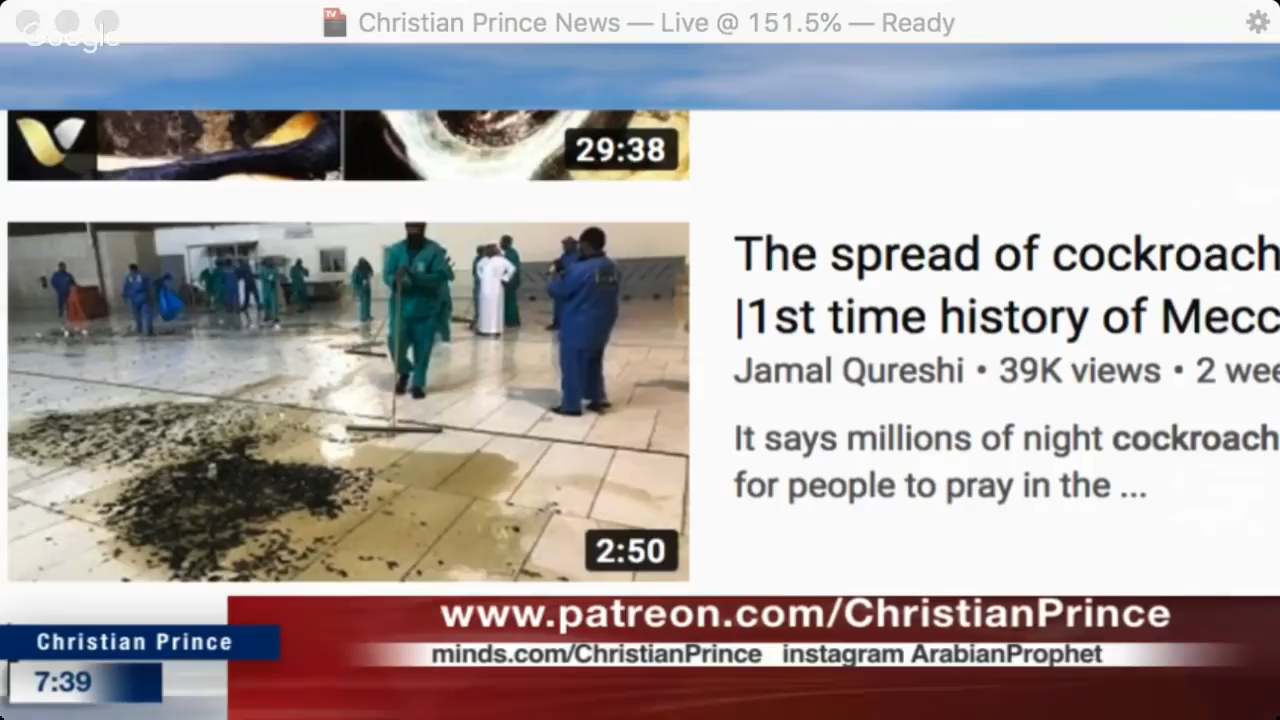 Christian Prince News — Live @ 151.5% — Ready
Google
TV
29:38
The spread of cockroach
|1st time history of Mecc
Jamal Qureshi • 39K views • 2 wee
It says millions of night cockroach
for people to pray in the ...
2:50
www.patreon.com/ChristianPrince
Christian Prince
minds.com/ChristianPrince instagram ArabianProphet
7:39